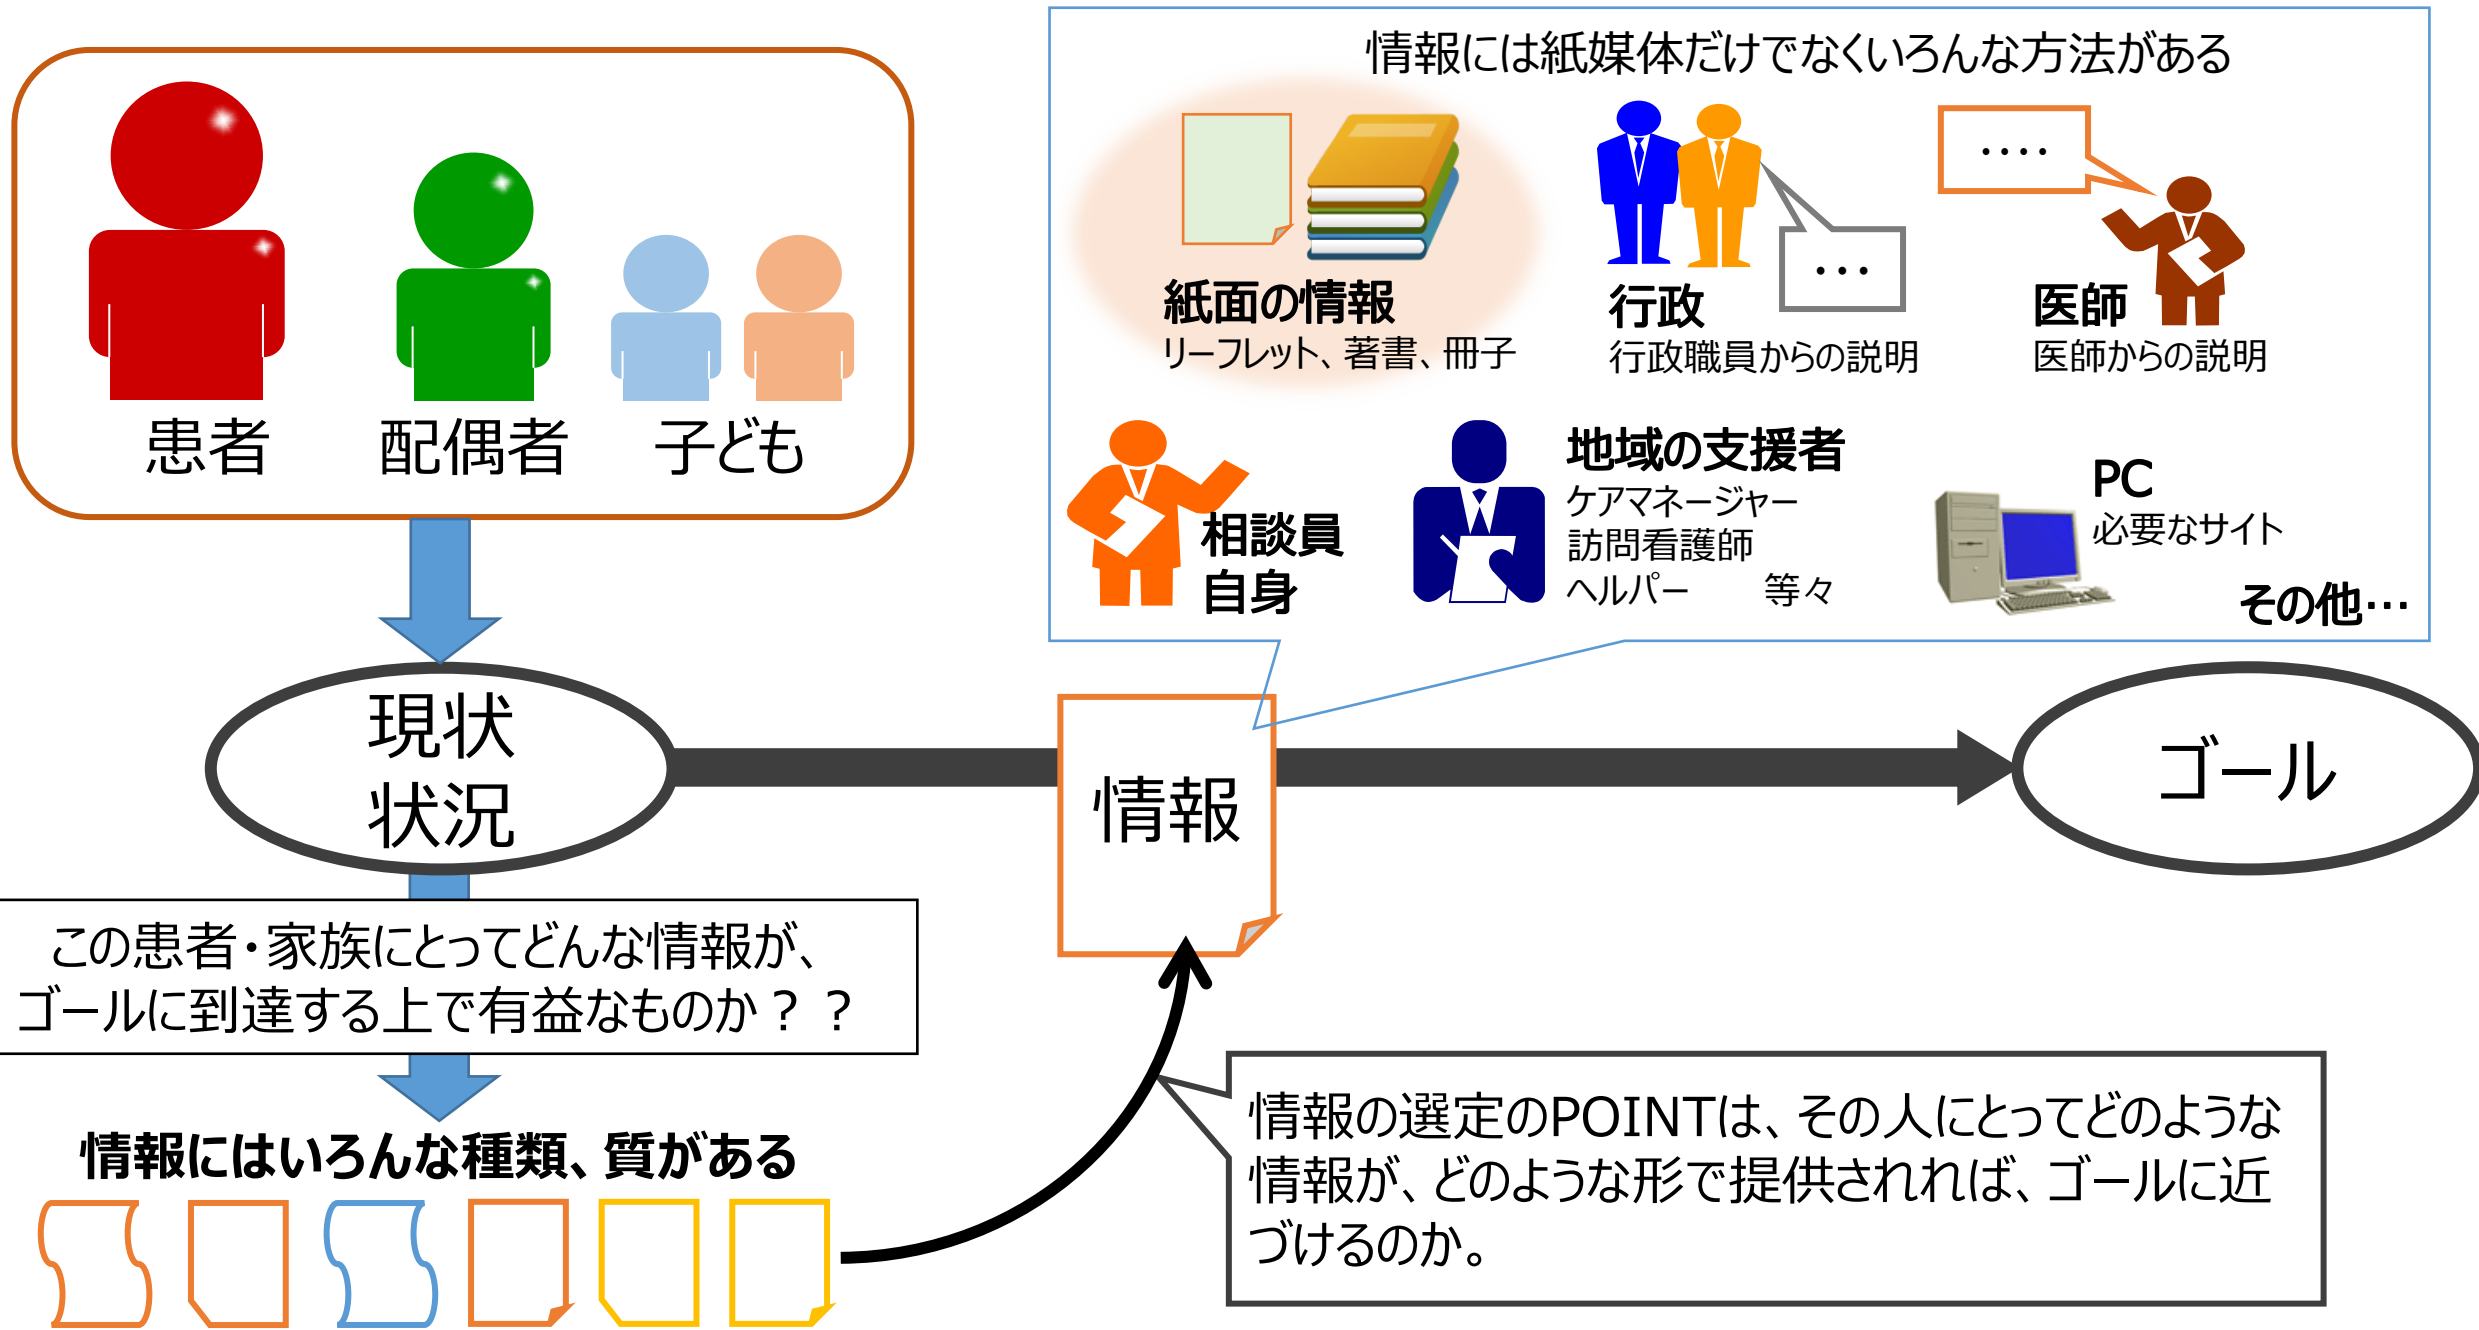 患者
配偶者
子ども
情報には紙媒体だけでなくいろんな方法がある
紙面の情報
リーフレット、著書、冊子
行政
行政職員からの説明
・・・
・・・・
医師
医師からの説明
相談員
自身
地域の支援者
ケアマネージャー
訪問看護師
ヘルパー　　等々
PC
必要なサイト
その他…
現状
状況
情報
ゴール
この患者・家族にとってどんな情報が、
ゴールに到達する上で有益なものか？？
情報にはいろんな種類、質がある
情報の選定のPOINTは、その人にとってどのような
情報が、どのような形で提供されれば、ゴールに近
づけるのか。